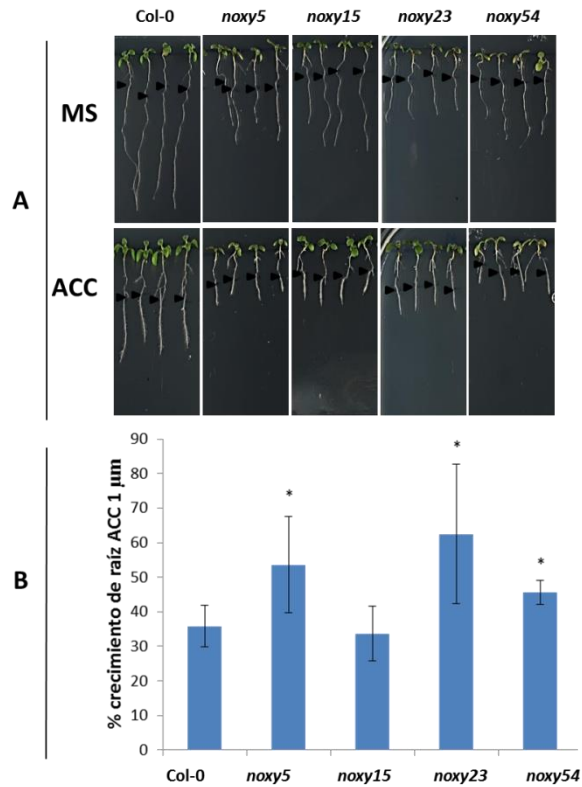 Col-0 noxy5 noxy15 noxy23 noxy54
MS
A
ACC
B
% crecimiento de raíz ACC 1 μm
90
80
70
60
50
40
30
20
10
0
*
*
*
Col-0 noxy5 noxy15 noxy23 noxy54